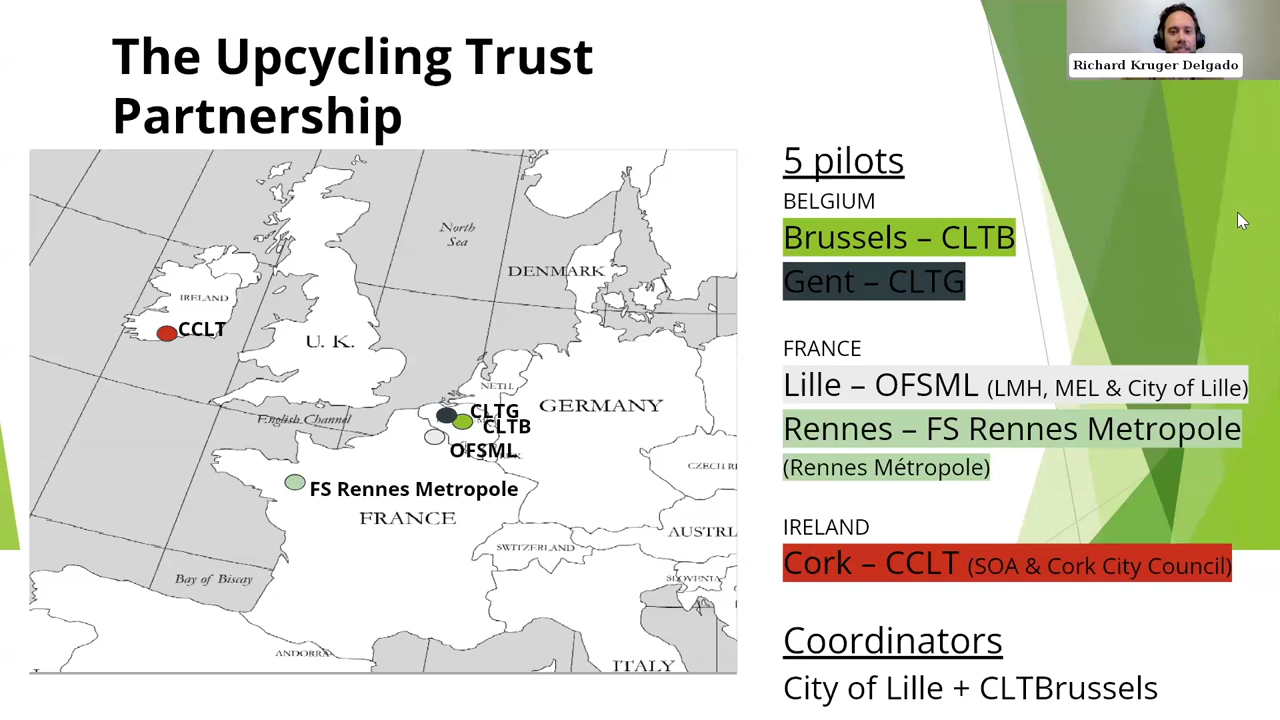 The Upcycling Trust
Partnership
Richard Kruger Delgado
North
Sea
DENMARK
IRELAND
CCLT
U. K.
NETH.
CLTG
GERMANY
English Channel
CLTB
OFSML
CZECH R
FS Rennes Metropole
FRANCE
AUSTRI
SWITZERLAND
Bay of Biscay
SLOVENIA
ANDORRA
ITALY
5 pilots
BELGIUM
Brussels – CLTB
Gent – CLTG
FRANCE
Lille – OFSML (LMH, MEL & City of Lille)
Rennes – FS Rennes Metropole
(Rennes Métropole)
IRELAND
Cork – CCLT (SOA & Cork City Council)
Coordinators
City of Lille + CLTBrussels